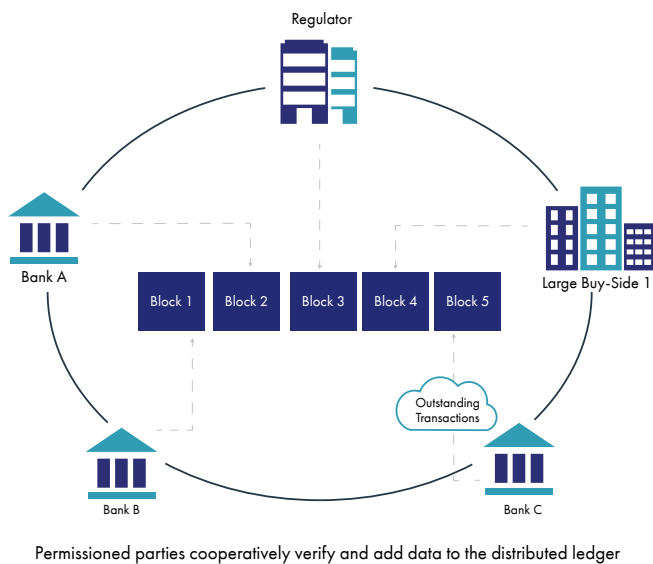 Regulator
Bank A
Large Buy-Side 1
Block 1
Block 2
Block 3
Block 4
Block 5
Outstanding
Transactions
Bank B
Bank C
Permissioned parties cooperatively verify and add data to the distributed ledger